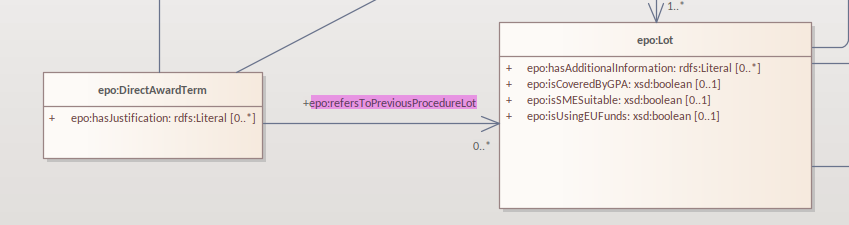 1..*
epo:Lot
+ epo:hasAdditionalInformation: rdfs:Literal [0..*]
+ epo:isCoveredByGPA: xsd:boolean [0..1]
+ epo:isSMESuitable: xsd:boolean [0..1]
+ epo:isUsingEUFunds: xsd:boolean [0..1]
epo:DirectAwardTerm
+ epo:hasJustification: rdfs:Literal [0..*]
+epo:refersToPreviousProcedureLot
0..*